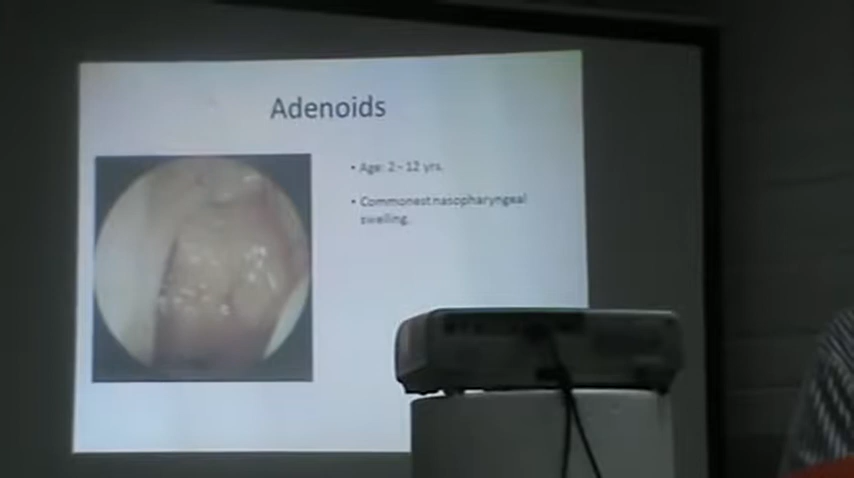 Adenoids
• Age: 2 - 12 yrs.
• Commonest nasopharyngeal
swelling.